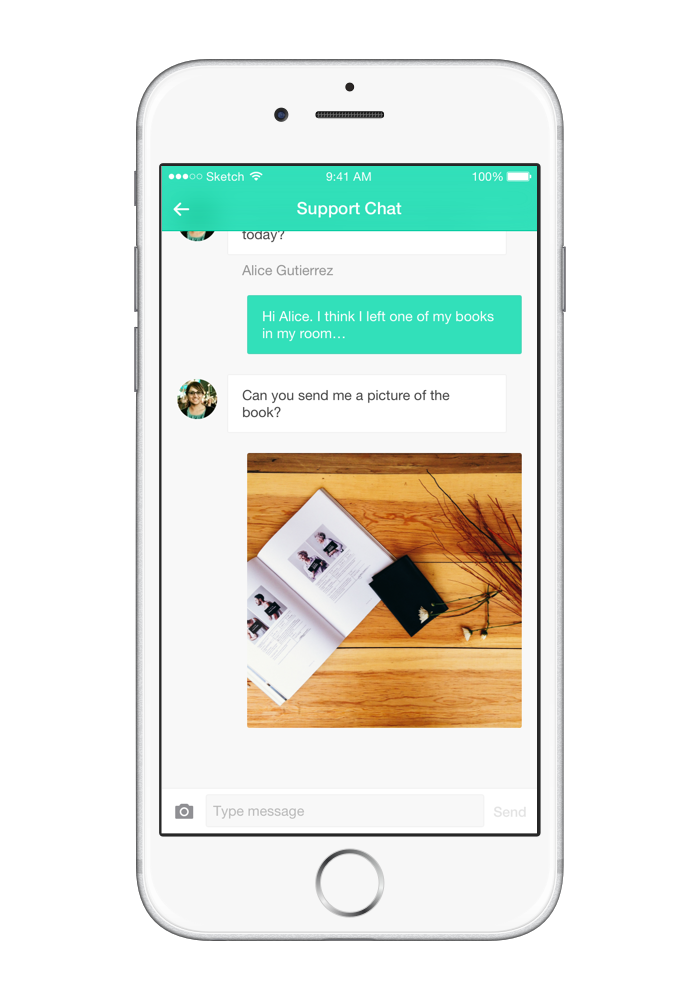 Sketch 9:41 AM 100%
Support Chat
today?
Alice Gutierrez
Hi Alice. I think I left one of my books
in my room…
Can you send me a picture of the
book?
Type message Send